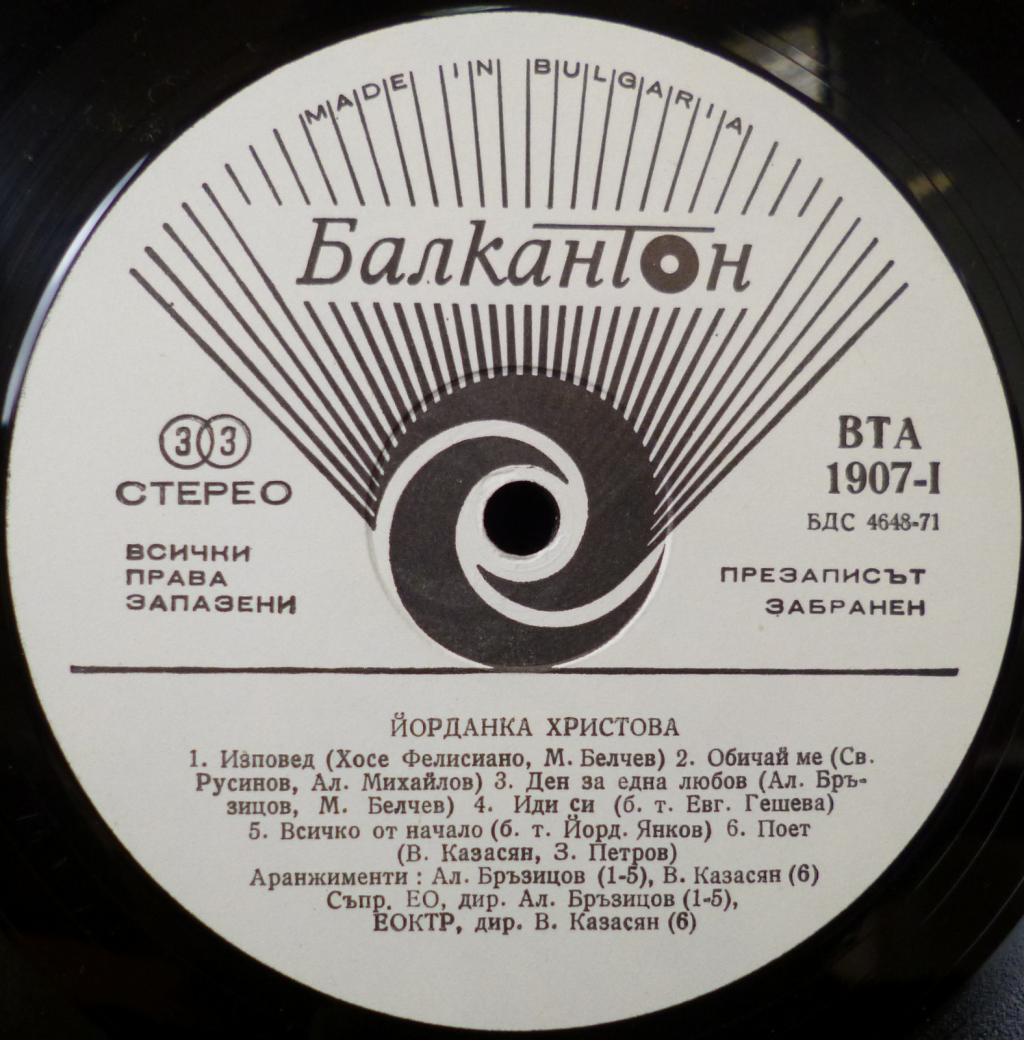 MADE IN BULGARIA
Балкантон
33
СТЕРЕО
ВСИЧКИ
ПРАВА
ЗАПАЗЕНИ
ВТА
1907-I
БДС 4648-71
ПРЕЗАПИСЪТ
ЗАБРАНЕН
ЙОРДАНКА ХРИСТОВА
1. Изповед (Хосе Фелисиано, М. Белчев) 2. Обичай ме (Св.
Русинов, Ал. Михайлов) 3. Ден за една любов (Ал. Бръ-
зицов, М. Белчев) 4. Иди си (б. т. Евг. Гешева)
5. Всичко от начало (б. т. Йорд. Янков) 6. Поет
(В. Казасян, З. Петров)
Аранжименти : Ал. Бръзицов (1-5), В. Казасян (6)
Съпр. ЕО, дир. Ал. Бръзицов (1-5),
ЕОКТР, дир. В. Казасян (6)